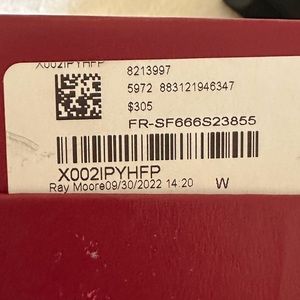 X002IPYHFP
8213997
5972 883121946347
$305
FR-SF666S23855
X002IPYHFP
Ray Moore09/30/2022 14:20 W